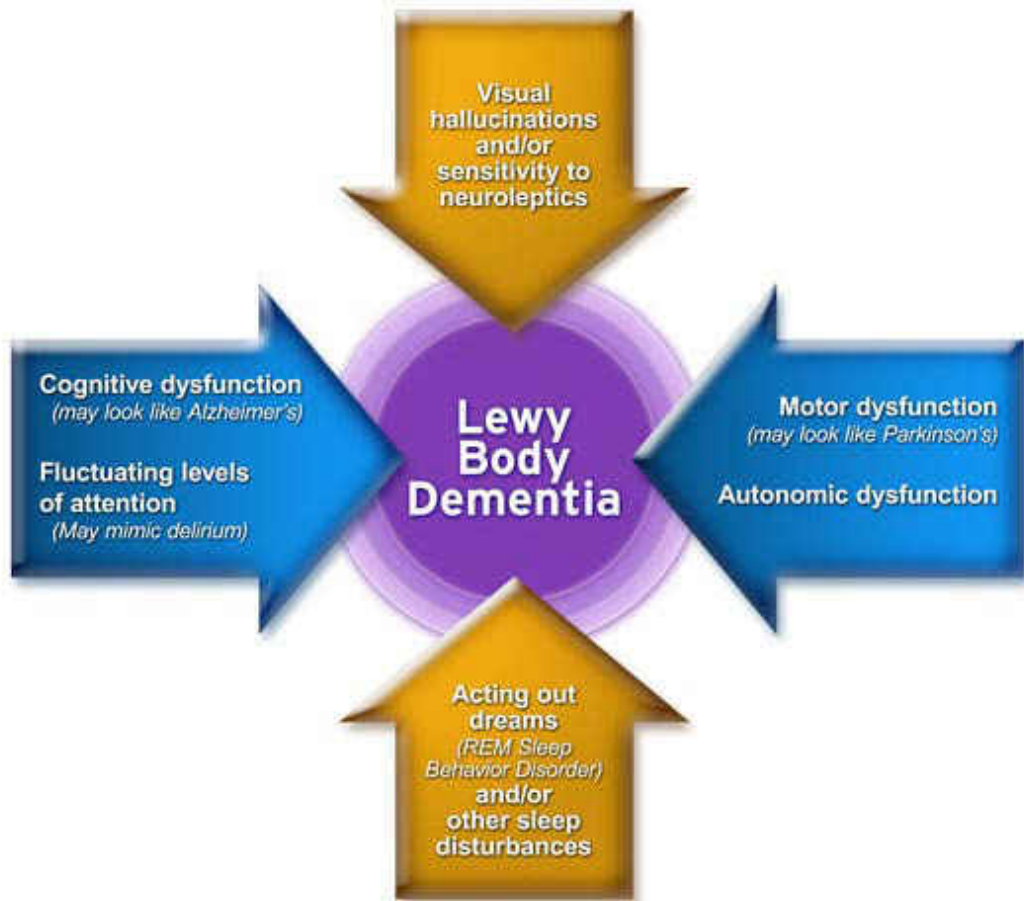 Visual
hallucinations
and/or
sensitivity to
neuroleptics
Cognitive dysfunction
(may look like Alzheimer's)
Fluctuating levels
of attention
(May mimic delirium)
Lewy
Body
Dementia
Motor dysfunction
(may look like Parkinson's)
Autonomic dysfunction
Acting out
dreams
(REM Sleep
Behavior Disorder)
and/or
other sleep
disturbances